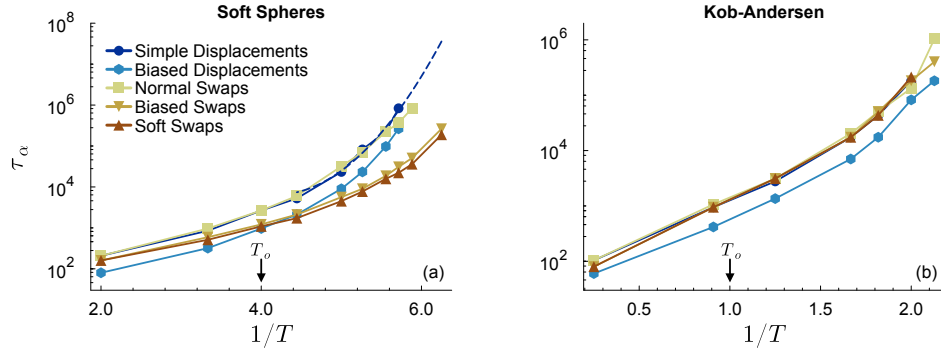 Soft Spheres
10^8
10^6
10^4
10^2
τ_α
Simple Displacements
Biased Displacements
Normal Swaps
Biased Swaps
Soft Swaps
T_o
(a)
2.0 4.0 6.0
1/T
Kob-Andersen
10^6
10^4
10^2
T_o
(b)
0.5 1.0 1.5 2.0
1/T